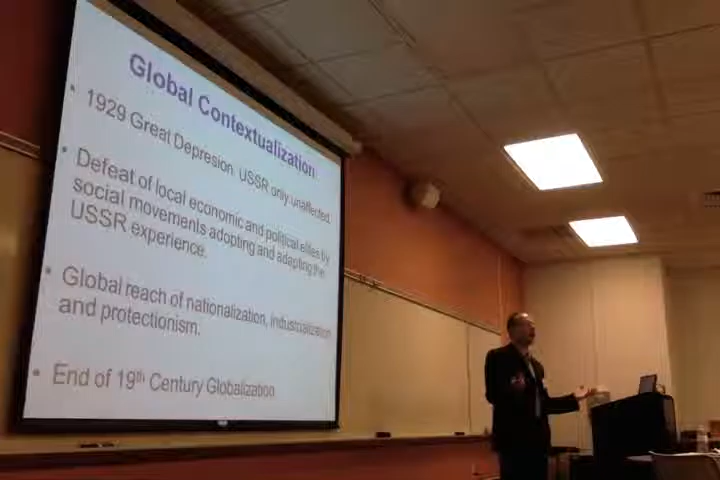 Global Contextualization
• 1929 Great Depresion. USSR only unaffected.
• Defeat of local economic and political elites by
social movements adopting and adapting the
USSR experience.
• Global reach of nationalization, industrialization
and protectionism.
• End of 19th Century Globalization